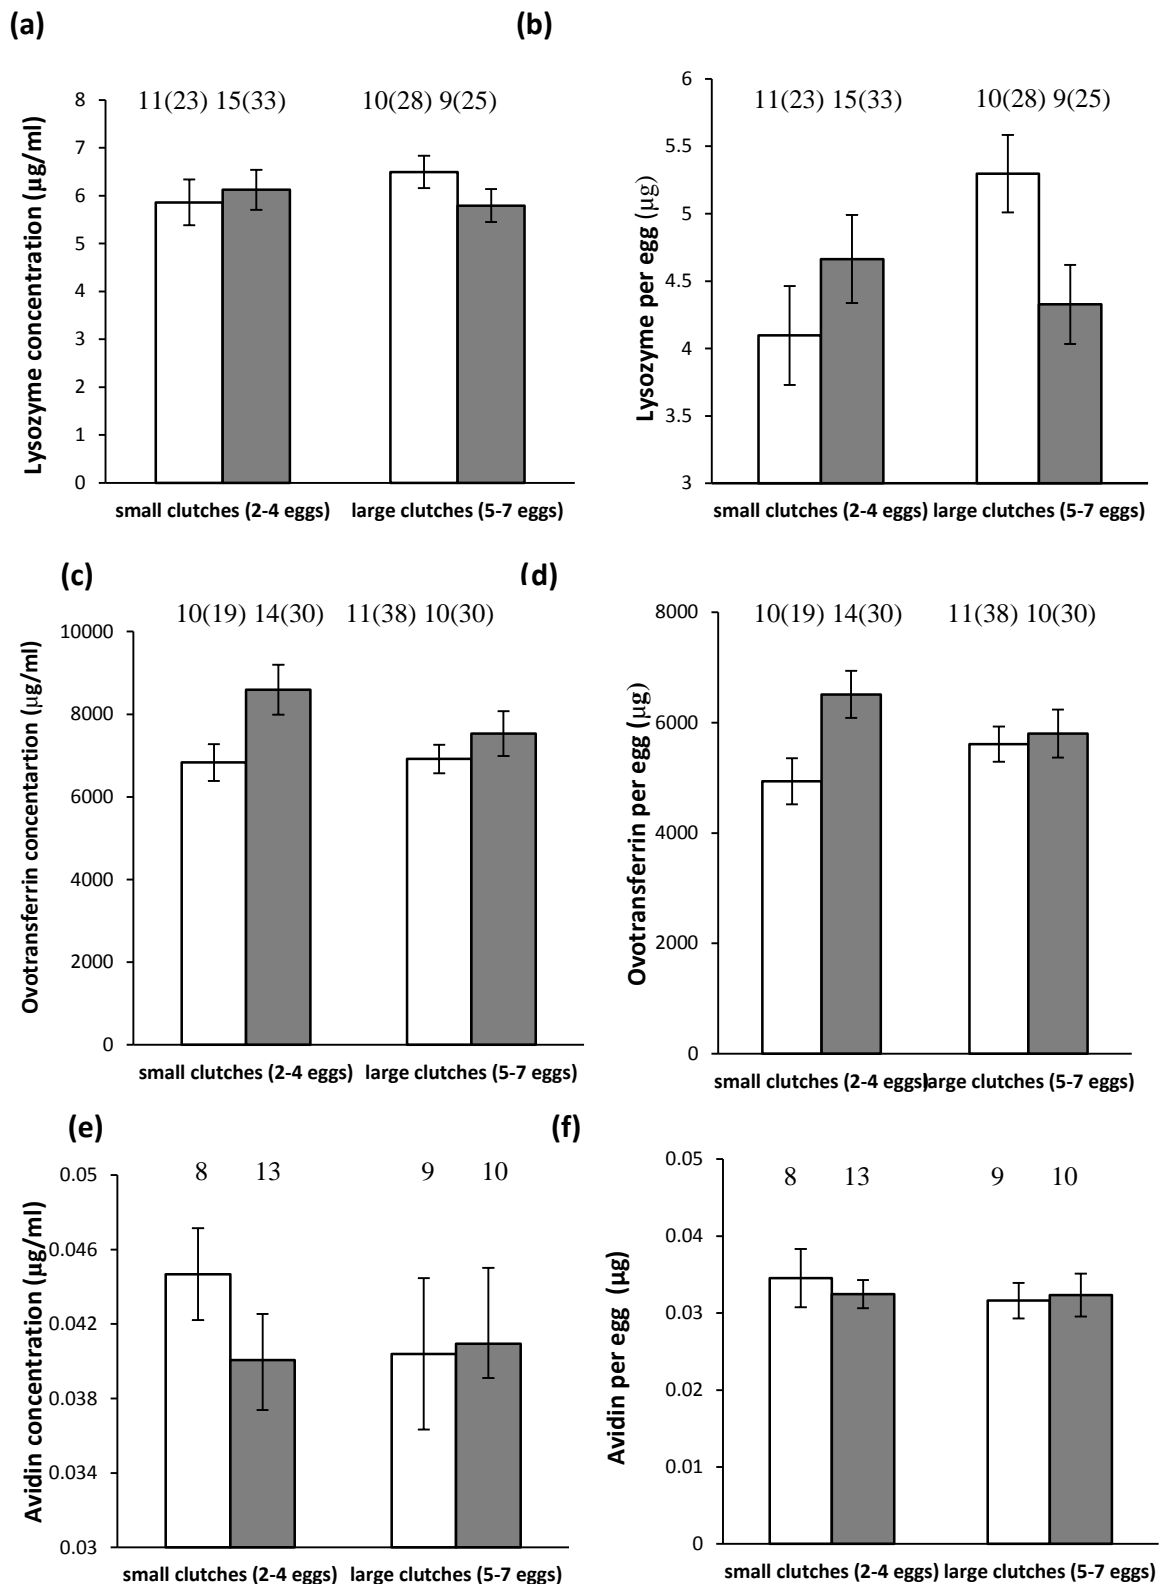 (a)
Lysozyme concentration (µg/ml)
11(23) 15(33) 10(28) 9(25)
8
7
6
5
4
3
2
1
0
small clutches (2-4 eggs) large clutches (5-7 eggs)
(b)
Lysozyme per egg (µg)
11(23) 15(33) 10(28) 9(25)
6
5.5
5
4.5
4
3.5
3
small clutches (2-4 eggs) large clutches (5-7 eggs)
(c)
Ovotransferrin concentartion (µg/ml)
10(19) 14(30) 11(38) 10(30)
10000
8000
6000
4000
2000
0
small clutches (2-4 eggs) large clutches (5-7 eggs)
(d)
Ovotransferrin per egg (µg)
10(19) 14(30) 11(38) 10(30)
8000
6000
4000
2000
0
small clutches (2-4 eggs)large clutches (5-7 eggs)
(e)
Avidin concentration (µg/ml)
8 13 9 10
0.05
0.046
0.042
0.038
0.034
0.03
small clutches (2-4 eggs) large clutches (5-7 eggs)
(f)
Avidin per egg (µg)
8 13 9 10
0.05
0.04
0.03
0.02
0.01
0
small clutches (2-4 eggs) large clutches (5-7 eggs)